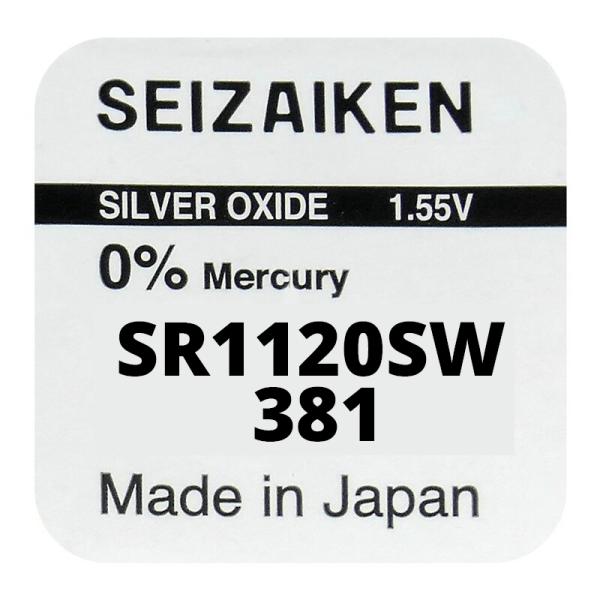 SEIZAIKEN
SILVER OXIDE 1.55V
0% Mercury
SR1120SW
381
Made in Japan